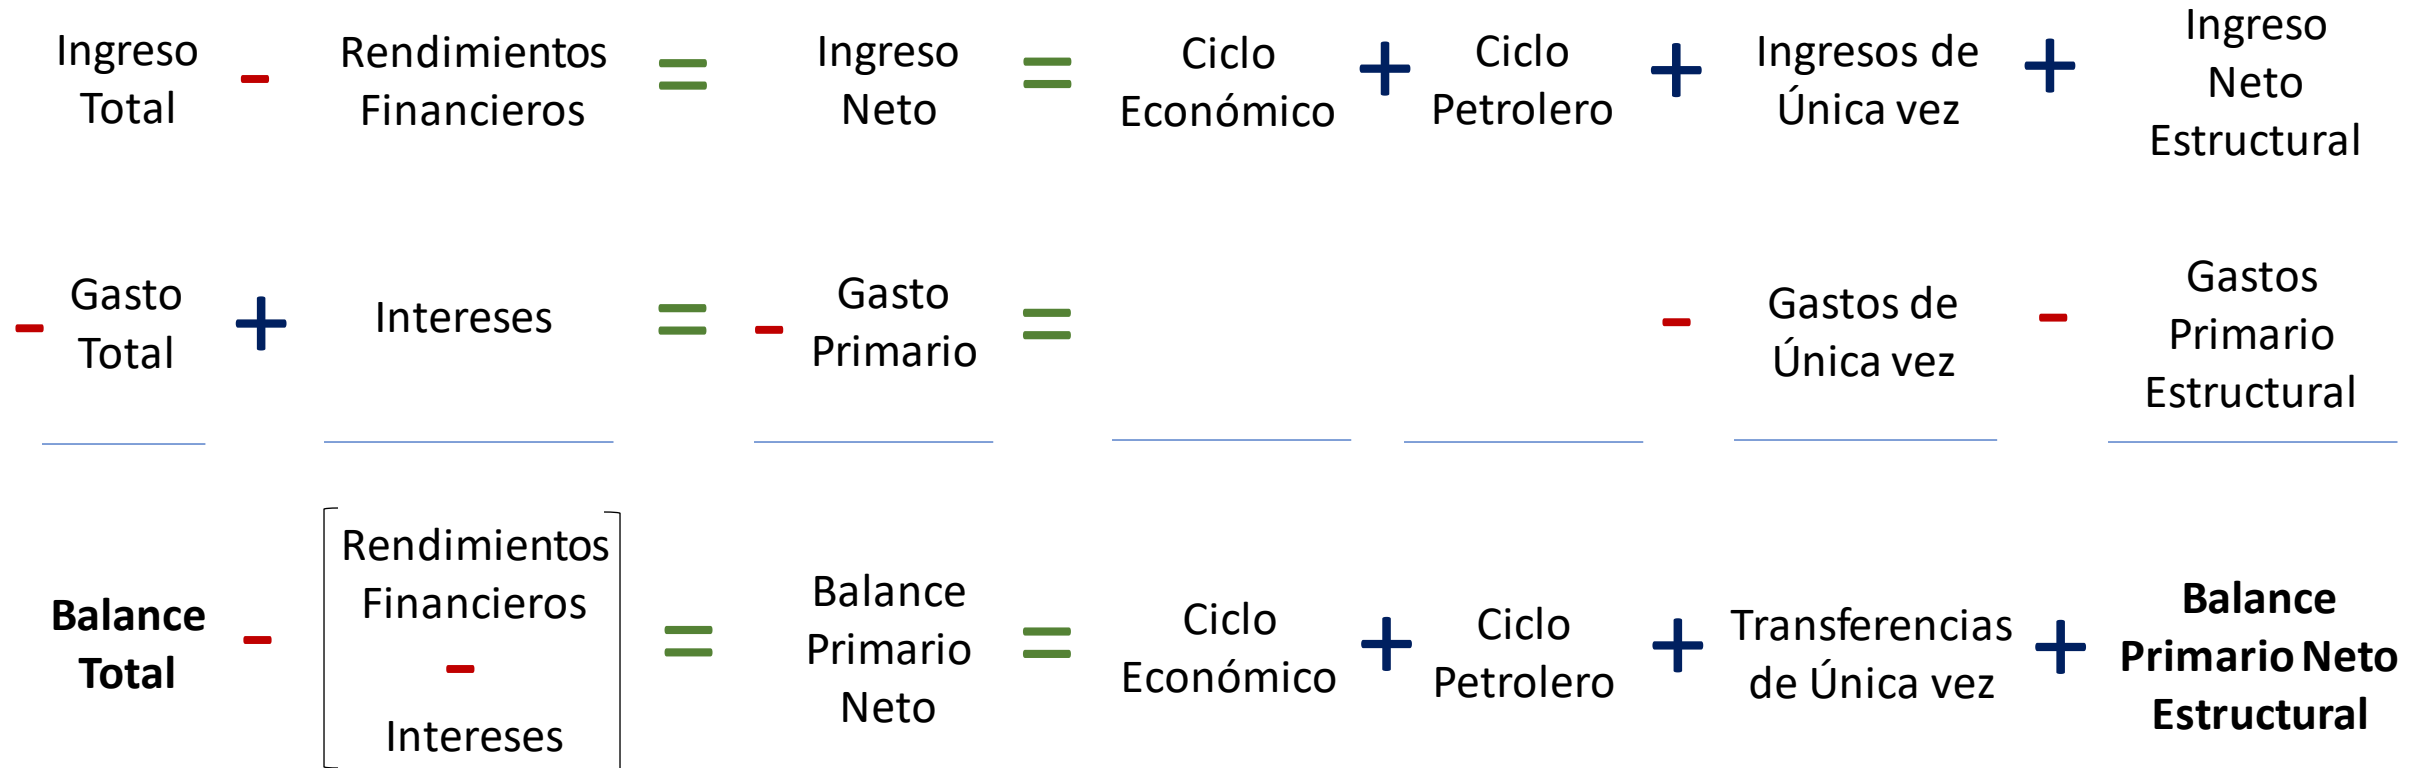 Ingreso
Total
-
Rendimientos
Financieros
=
Ingreso
Neto
=
Ciclo
Económico
+
Ciclo
Petrolero
+
Ingresos de
Única vez
+
Ingreso
Neto
Estructural
-
Gasto
Total
+
Intereses
=
-
Gasto
Primario
=
-
Gastos de
Única vez
-
Gastos
Primario
Estructural
Balance
Total
-
Rendimientos
Financieros
-
Intereses
=
Balance
Primario
Neto
=
Ciclo
Económico
+
Ciclo
Petrolero
+
Transferencias
de Única vez
+
Balance
Primario Neto
Estructural